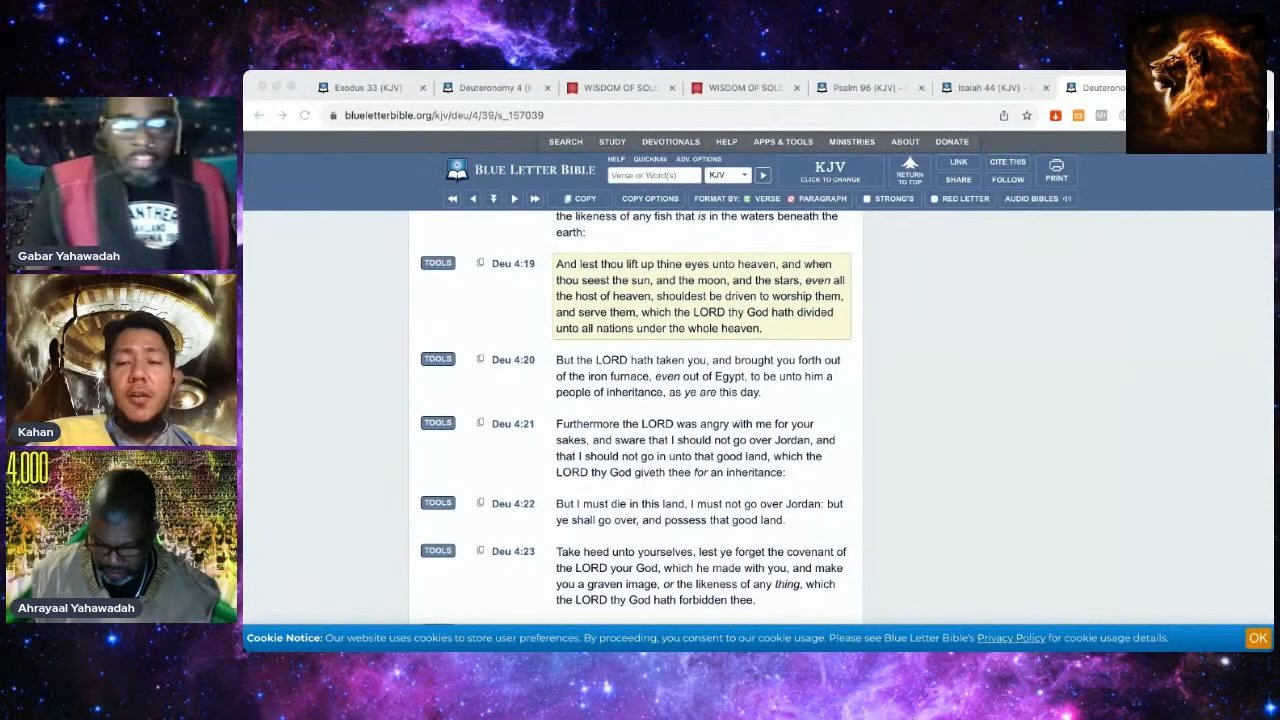 Exodus 33 (KJV)
Deuteronomy 4 (K
WISDOM OF SOLO
WISDOM OF SOLO
Psalm 96 (KJV) -
Isaiah 44 (KJV) -
Deuterono
blueletterbible.org/kjv/deu/4/39/s_157039
SEARCH STUDY DEVOTIONALS HELP APPS & TOOLS MINISTRIES ABOUT DONATE
BLUE LETTER BIBLE
HELP QUICKNAV ADV. OPTIONS
Verse or Word(s)
KJV
KJV
CLICK TO CHANGE
RETURN
TO TOP
LINK
CITE THIS
SHARE
FOLLOW
PRINT
COPY COPY OPTIONS FORMAT BY: VERSE PARAGRAPH STRONG'S RED LETTER AUDIO BIBLES
the likeness of any fish that is in the waters beneath the
earth:
TOOLS Deu 4:19 And lest thou lift up thine eyes unto heaven, and when
thou seest the sun, and the moon, and the stars, even all
the host of heaven, shouldest be driven to worship them,
and serve them, which the LORD thy God hath divided
unto all nations under the whole heaven.
TOOLS Deu 4:20 But the LORD hath taken you, and brought you forth out
of the iron furnace, even out of Egypt, to be unto him a
people of inheritance, as ye are this day.
TOOLS Deu 4:21 Furthermore the LORD was angry with me for your
sakes, and sware that I should not go over Jordan, and
that I should not go in unto that good land, which the
LORD thy God giveth thee for an inheritance:
TOOLS Deu 4:22 But I must die in this land, I must not go over Jordan: but
ye shall go over, and possess that good land.
TOOLS Deu 4:23 Take heed unto yourselves, lest ye forget the covenant of
the LORD your God, which he made with you, and make
you a graven image, or the likeness of any thing, which
the LORD thy God hath forbidden thee.
Cookie Notice: Our website uses cookies to store user preferences. By proceeding, you consent to our cookie usage. Please see Blue Letter Bible's Privacy Policy for cookie usage details.
OK
Gabar Yahawadah
Kahan
4,000
Ahrayaal Yahawadah